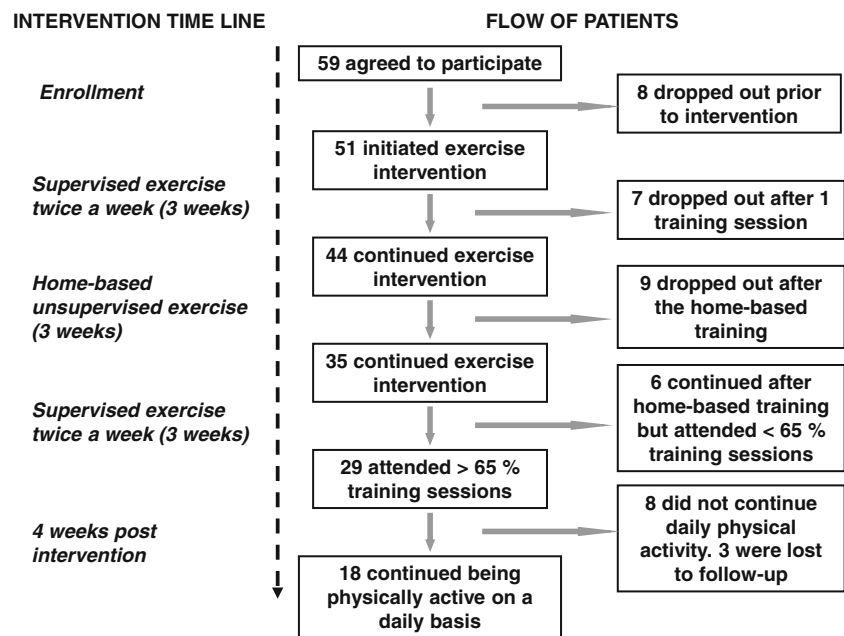 INTERVENTION TIME LINE
FLOW OF PATIENTS
59 agreed to participate
Enrollment
8 dropped out prior
to intervention
51 initiated exercise
intervention
Supervised exercise
twice a week (3 weeks)
7 dropped out after 1
training session
44 continued exercise
intervention
Home-based
unsupervised exercise
(3 weeks)
9 dropped out after
the home-based
training
35 continued exercise
intervention
Supervised exercise
twice a week (3 weeks)
6 continued after
home-based training
but attended < 65 %
training sessions
29 attended > 65 %
training sessions
4 weeks post
intervention
8 did not continue
daily physical
activity. 3 were lost
to follow-up
18 continued being
physically active on a
daily basis